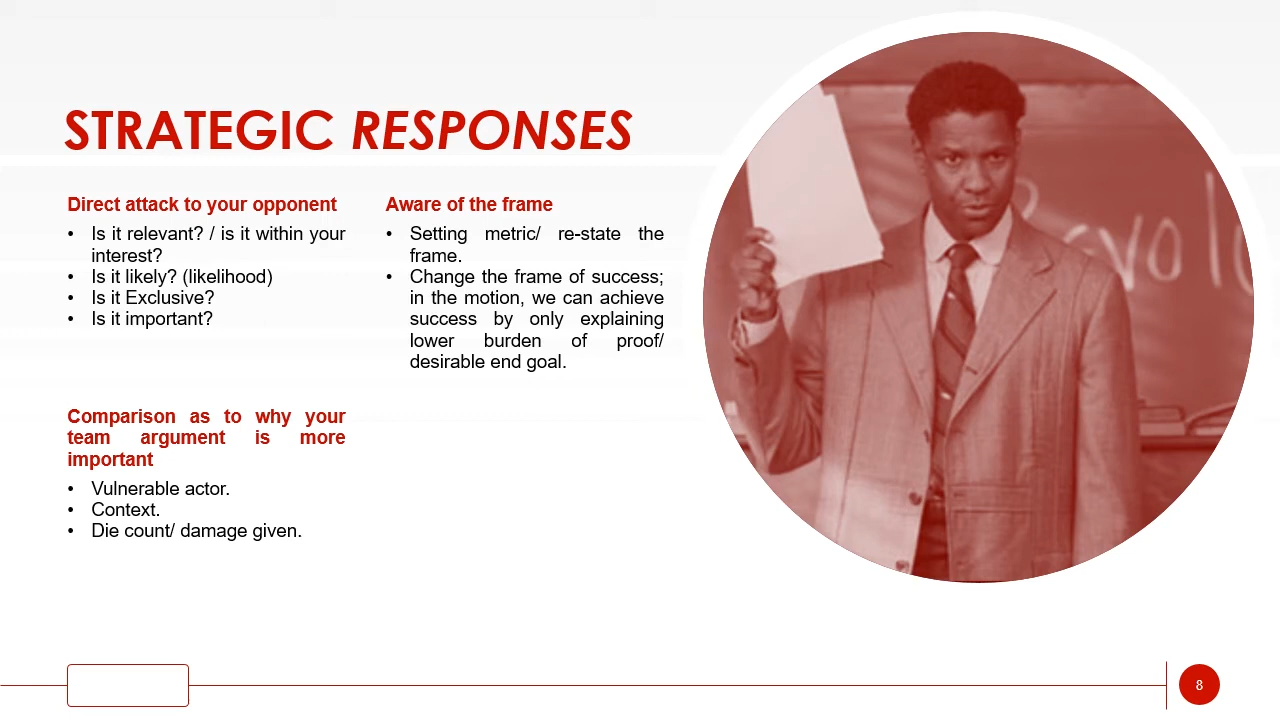 STRATEGIC RESPONSES
Direct attack to your opponent
• Is it relevant? / is it within your
interest?
• Is it likely? (likelihood)
• Is it Exclusive?
• Is it important?
Comparison as to why your
team argument is more
important
• Vulnerable actor.
• Context.
• Die count/ damage given.
Aware of the frame
• Setting metric/ re-state the
frame.
• Change the frame of success;
in the motion, we can achieve
success by only explaining
lower burden of proof/
desirable end goal.
8